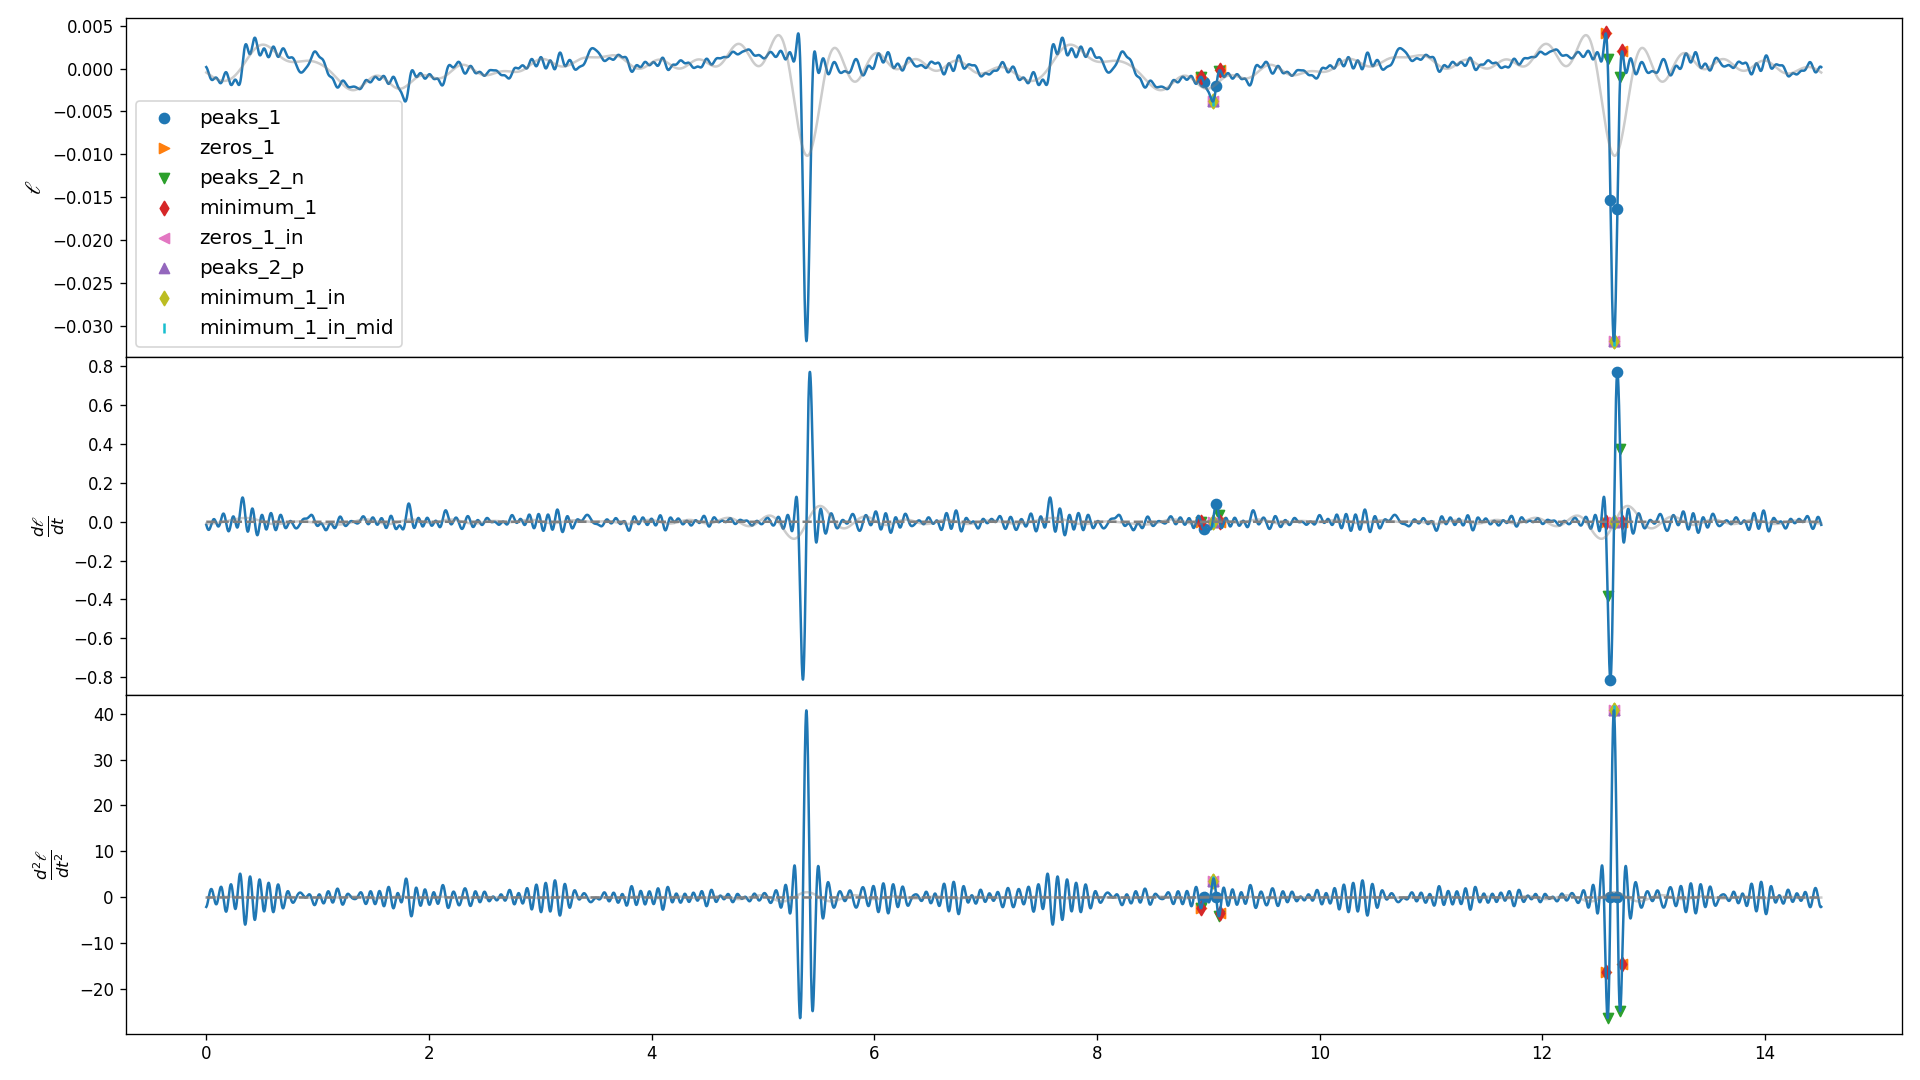 0.005
0.000
−0.005
−0.010
−0.015
−0.020
−0.025
−0.030
ℓ
peaks_1
zeros_1
peaks_2_n
minimum_1
zeros_1_in
peaks_2_p
minimum_1_in
minimum_1_in_mid
0.8
0.6
0.4
0.2
0.0
−0.2
−0.4
−0.6
−0.8
dℓ
dt
40
30
20
10
0
−10
−20
d²ℓ
dt²
0 2 4 6 8 10 12 14